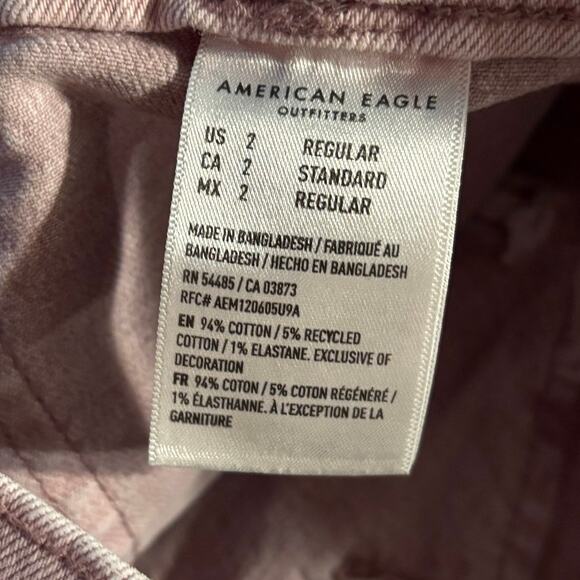 AMERICAN EAGLE
OUTFITTERS
US 2 REGULAR
CA 2 STANDARD
MX 2 REGULAR
MADE IN BANGLADESH / FABRIQUÉ AU
BANGLADESH / HECHO EN BANGLADESH
RN 54485 / CA 03873
RFC# AEM120605U9A
EN 94% COTTON / 5% RECYCLED
COTTON / 1% ELASTANE. EXCLUSIVE OF
DECORATION
FR 94% COTON / 5% COTON RÉGÉNÉRÉ /
1% ÉLASTHANNE. À L'EXCEPTION DE LA
GARNITURE